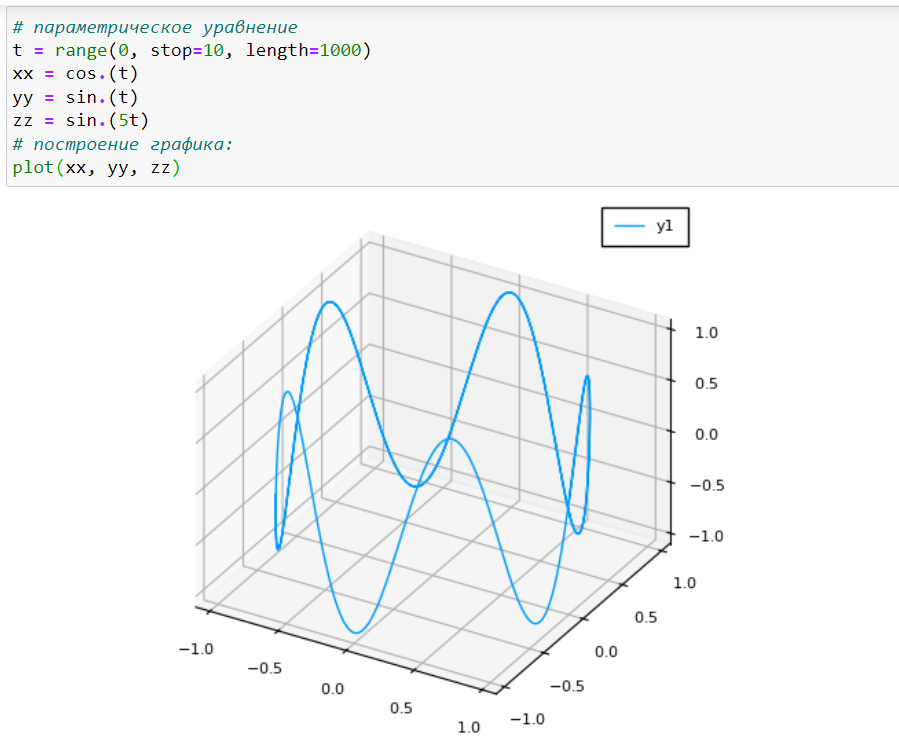 # параметрическое уравнение
t = range(0, stop=10, length=1000)
xx = cos.(t)
yy = sin.(t)
zz = sin.(5t)
# построение графика:
plot(xx, yy, zz)
y1
1.0
0.5
0.0
−0.5
−1.0
1.0
0.5
0.0
−0.5
−1.0
−1.0
−0.5
0.0
0.5
1.0